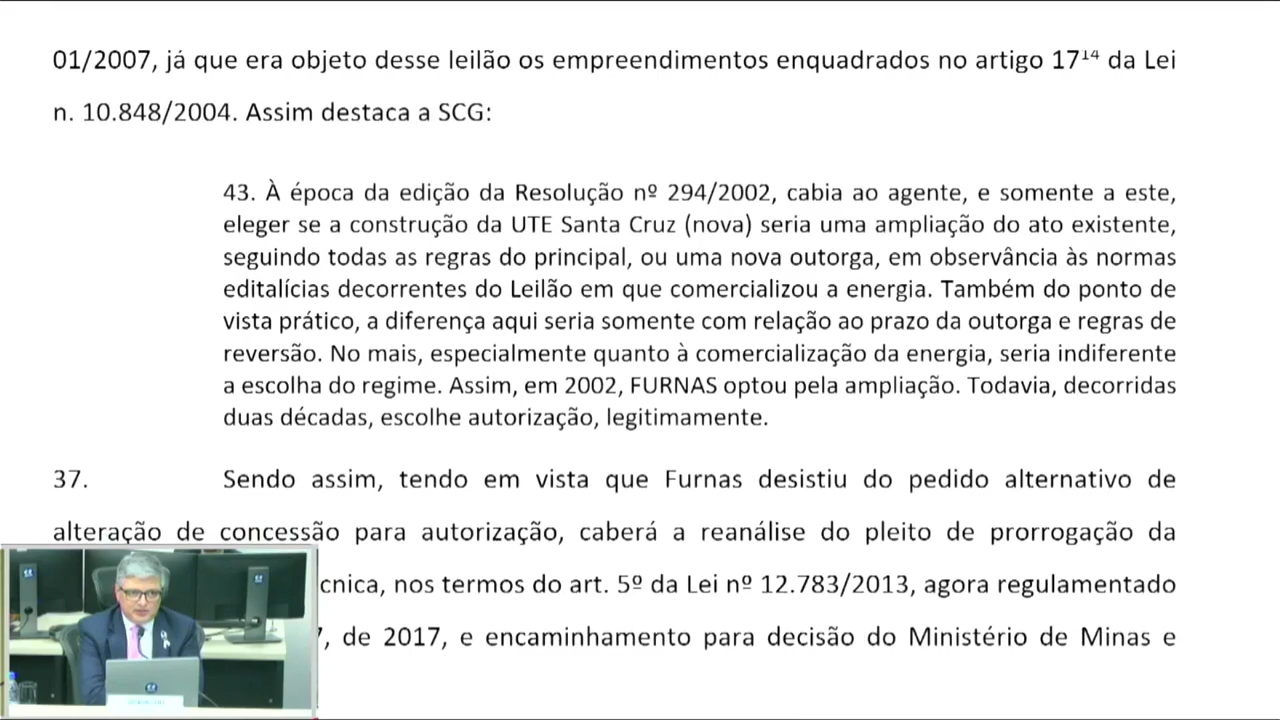 01/2007, já que era objeto desse leilão os empreendimentos enquadrados no artigo 17¹⁴ da Lei
n. 10.848/2004. Assim destaca a SCG:
43. À época da edição da Resolução nº 294/2002, cabia ao agente, e somente a este,
eleger se a construção da UTE Santa Cruz (nova) seria uma ampliação do ato existente,
seguindo todas as regras do principal, ou uma nova outorga, em observância às normas
editalícias decorrentes do Leilão em que comercializou a energia. Também do ponto de
vista prático, a diferença aqui seria somente com relação ao prazo da outorga e regras de
reversão. No mais, especialmente quanto à comercialização da energia, seria indiferente
a escolha do regime. Assim, em 2002, FURNAS optou pela ampliação. Todavia, decorridas
duas décadas, escolhe autorização, legitimamente.
37. Sendo assim, tendo em vista que Furnas desistiu do pedido alternativo de
alteração de concessão para autorização, caberá a reanálise do pleito de prorrogação da
cnica, nos termos do art. 5º da Lei nº 12.783/2013, agora regulamentado
, de 2017, e encaminhamento para decisão do Ministério de Minas e